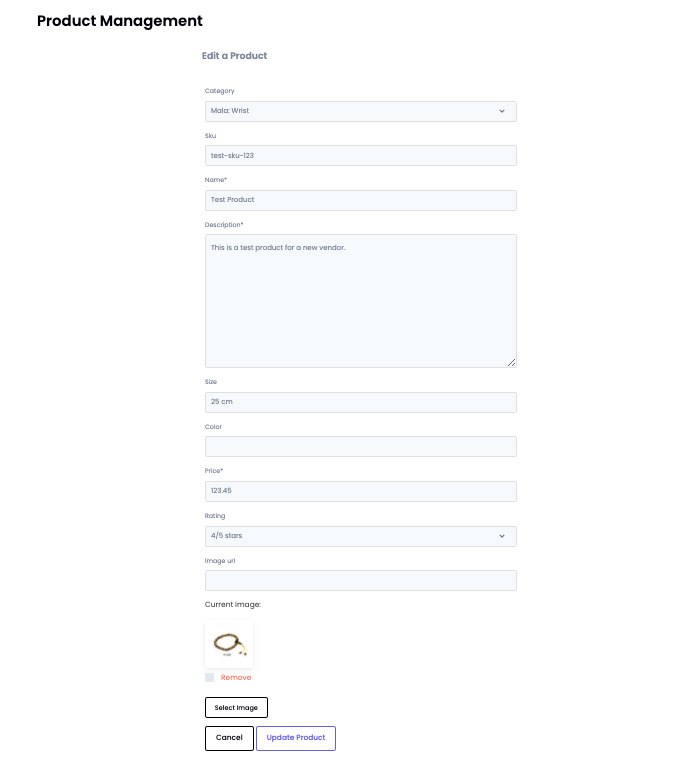 Product Management
Edit a Product
Category
Mala: Wrist
Sku
test-sku-123
Name*
Test Product
Description*
This is a test product for a new vendor.
Size
25 cm
Color
Price*
123.45
Rating
4/5 stars
Image url
Current Image:
Remove
Select Image
Cancel Update Product